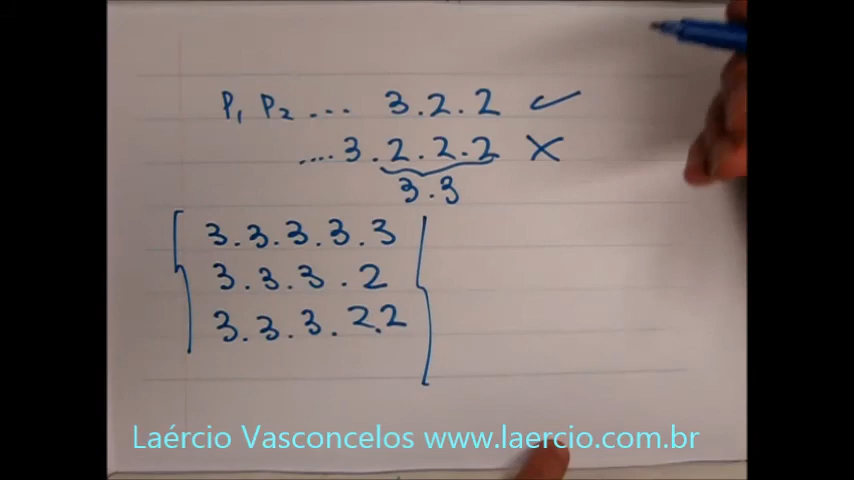 P₁ P₂ ... 3.2.2 ✓
....3.2.2.2 X
3.3
3.3.3.3.3
3.3.3.2
3.3.3.2.2
Laércio Vasconcelos www.laercio.com.br